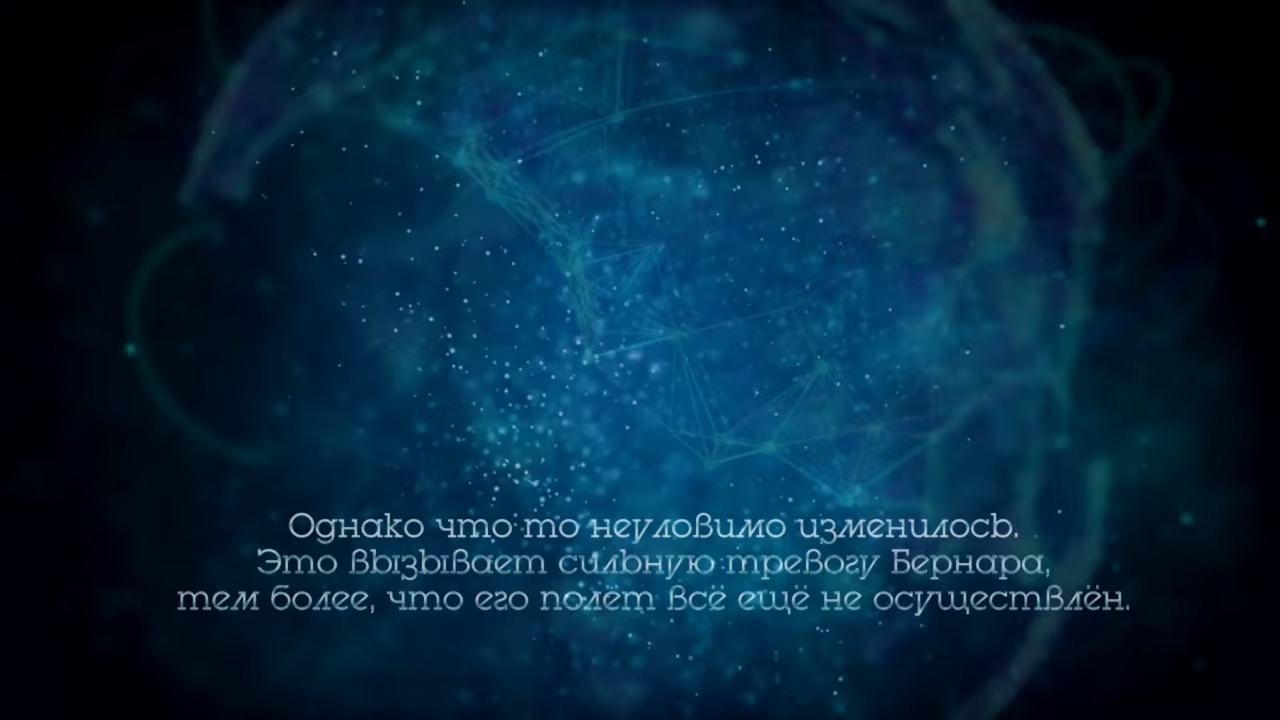 Однако что то неуловимо изменилось.
Это вызывает сильную тревогу Бернара,
тем более, что его полёт всё ещё не осуществлён.